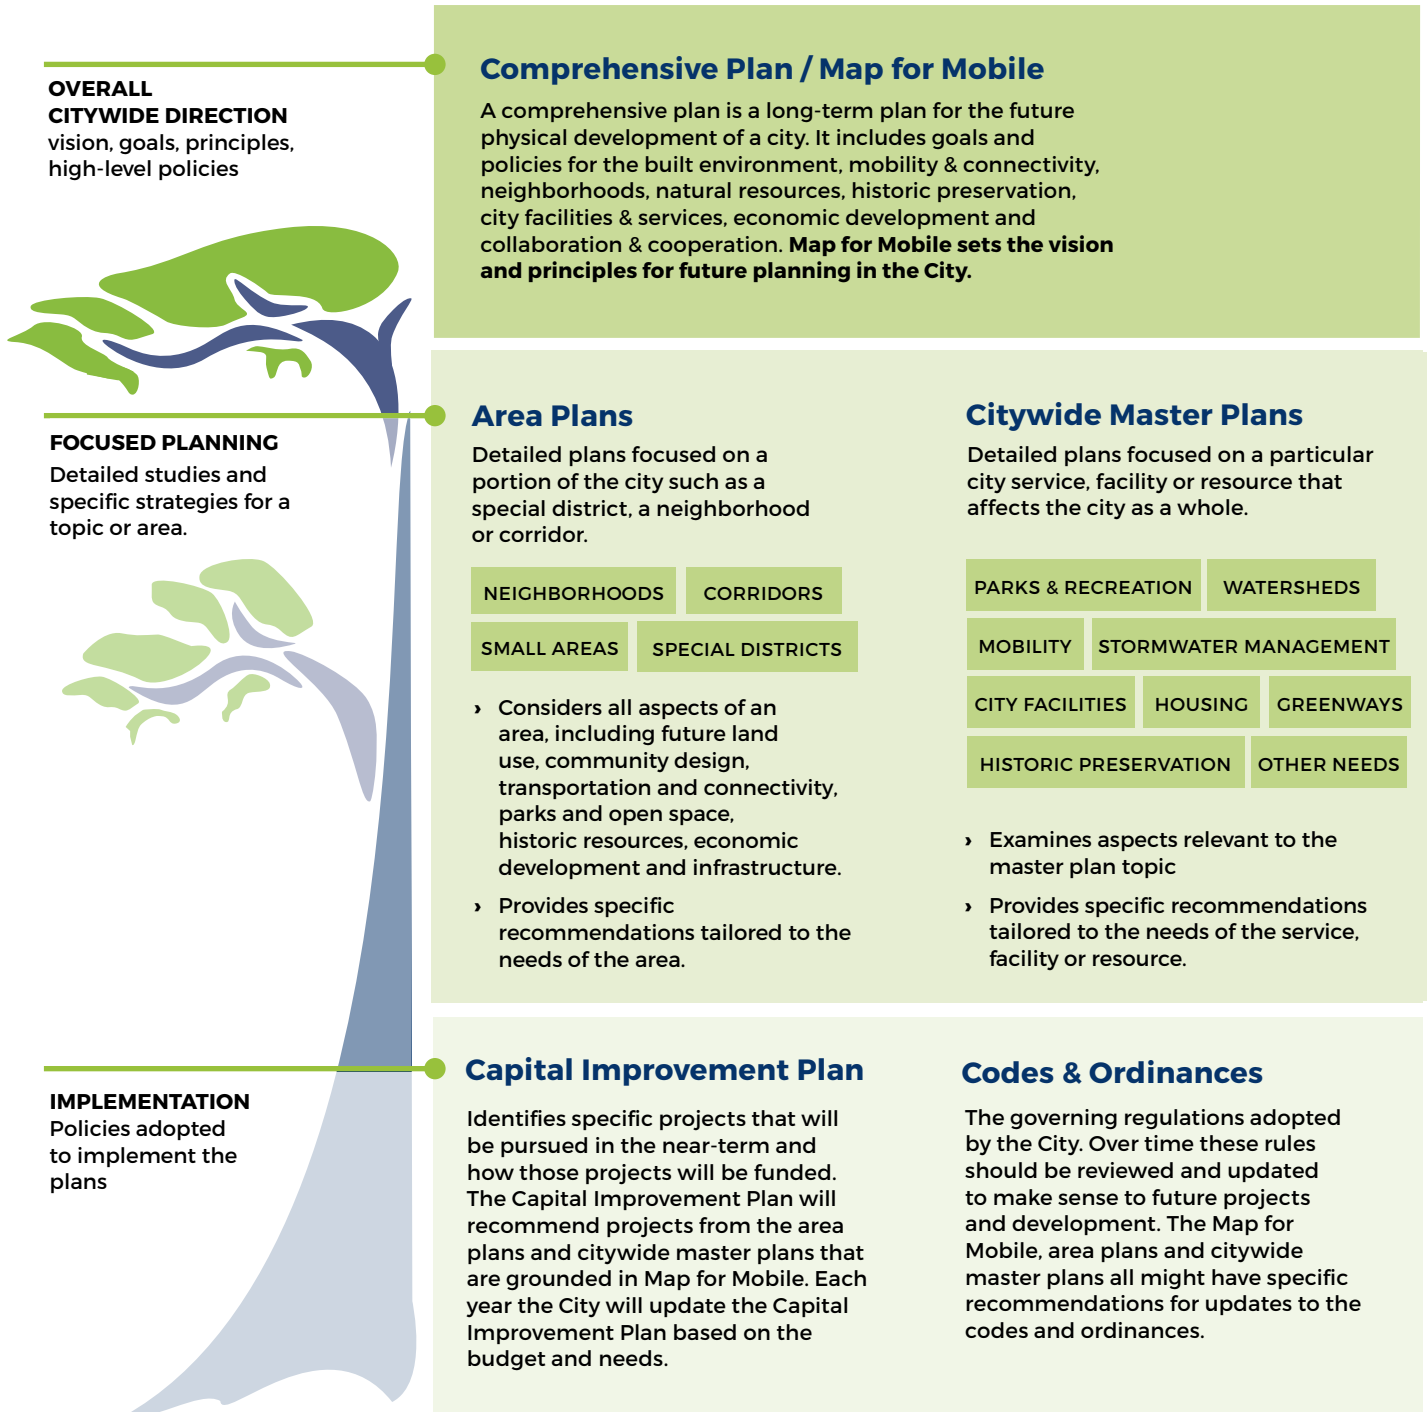 OVERALL
CITYWIDE DIRECTION
vision, goals, principles,
high-level policies
Comprehensive Plan / Map for Mobile
A comprehensive plan is a long-term plan for the future
physical development of a city. It includes goals and
policies for the built environment, mobility & connectivity,
neighborhoods, natural resources, historic preservation,
city facilities & services, economic development and
collaboration & cooperation. Map for Mobile sets the vision
and principles for future planning in the City.
FOCUSED PLANNING
Detailed studies and
specific strategies for a
topic or area.
Area Plans
Detailed plans focused on a
portion of the city such as a
special district, a neighborhood
or corridor.
NEIGHBORHOODS CORRIDORS
SMALL AREAS SPECIAL DISTRICTS
› Considers all aspects of an
area, including future land
use, community design,
transportation and connectivity,
parks and open space,
historic resources, economic
development and infrastructure.
› Provides specific
recommendations tailored to the
needs of the area.
Citywide Master Plans
Detailed plans focused on a particular
city service, facility or resource that
affects the city as a whole.
PARKS & RECREATION WATERSHEDS
MOBILITY STORMWATER MANAGEMENT
CITY FACILITIES HOUSING GREENWAYS
HISTORIC PRESERVATION OTHER NEEDS
› Examines aspects relevant to the
master plan topic
› Provides specific recommendations
tailored to the needs of the service,
facility or resource.
IMPLEMENTATION
Policies adopted
to implement the
plans
Capital Improvement Plan
Identifies specific projects that will
be pursued in the near-term and
how those projects will be funded.
The Capital Improvement Plan will
recommend projects from the area
plans and citywide master plans that
are grounded in Map for Mobile. Each
year the City will update the Capital
Improvement Plan based on the
budget and needs.
Codes & Ordinances
The governing regulations adopted
by the City. Over time these rules
should be reviewed and updated
to make sense to future projects
and development. The Map for
Mobile, area plans and citywide
master plans all might have specific
recommendations for updates to the
codes and ordinances.